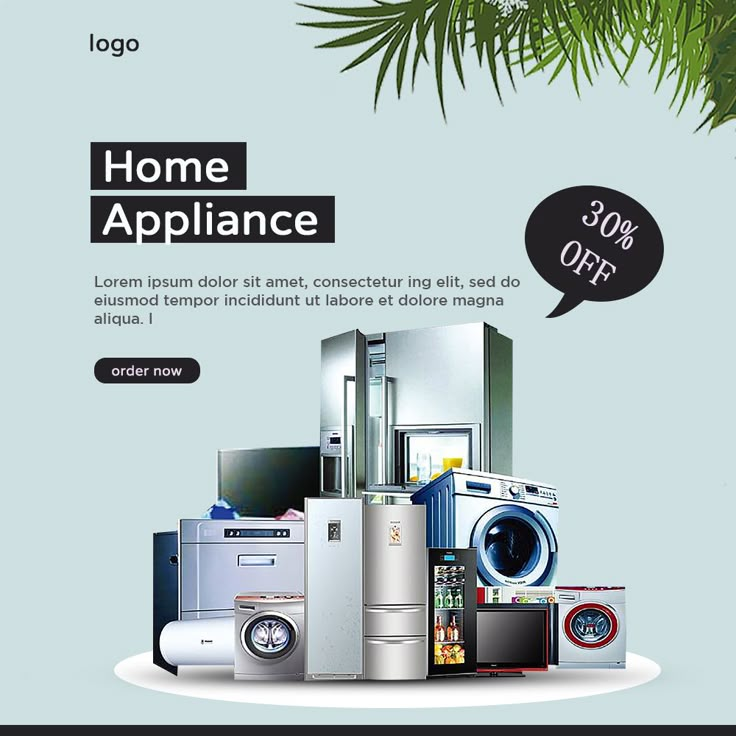 logo
Home
Appliance
30%
OFF
Lorem ipsum dolor sit amet, consectetur ing elit, sed do
eiusmod tempor incididunt ut labore et dolore magna
aliqua. I
order now